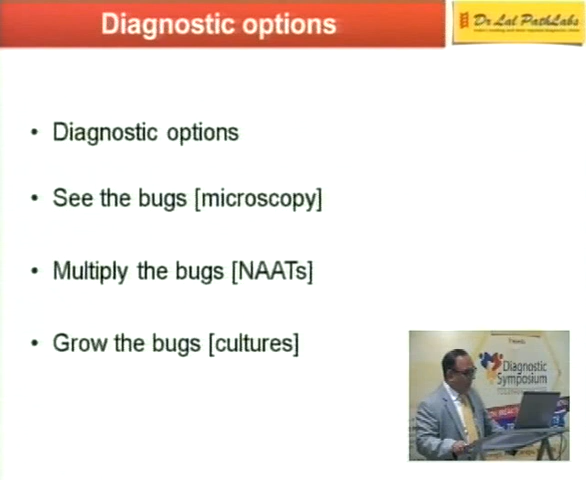 Diagnostic options
Dr Lal PathLabs
• Diagnostic options
• See the bugs [microscopy]
• Multiply the bugs [NAATs]
• Grow the bugs [cultures]
Diagnostic
Symposium